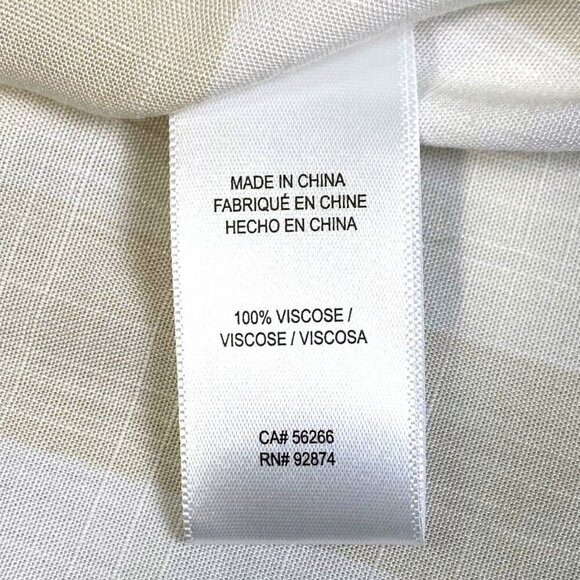 MADE IN CHINA
FABRIQUÉ EN CHINE
HECHO EN CHINA
100% VISCOSE /
VISCOSE / VISCOSA
CA# 56266
RN# 92874